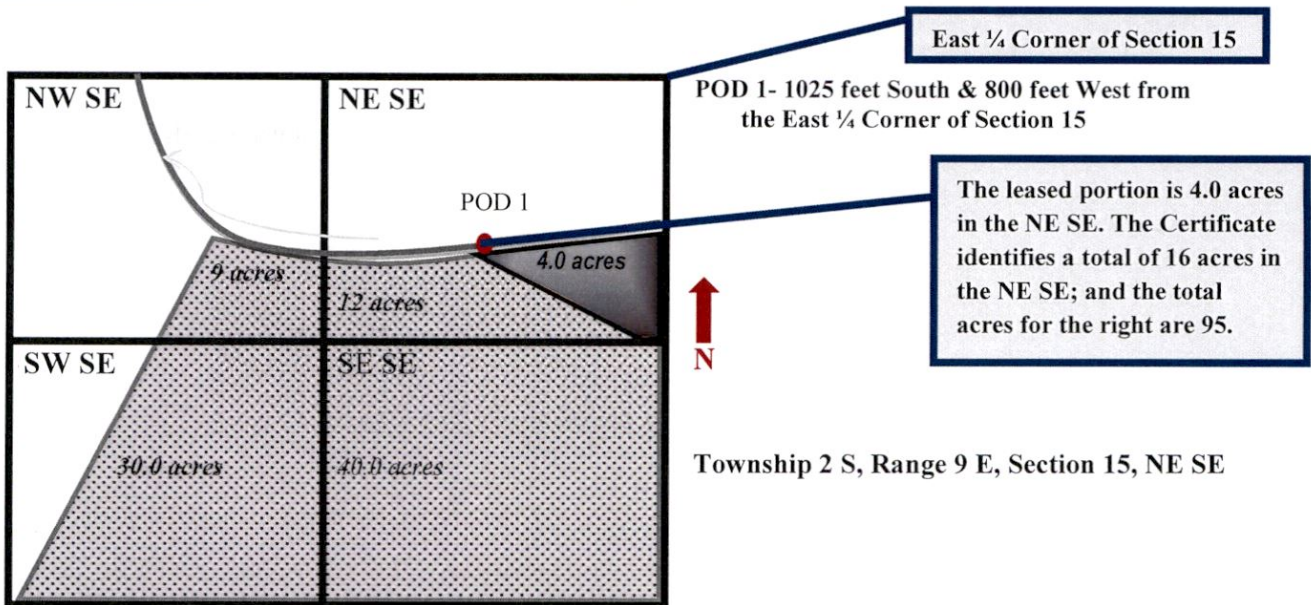 East ¼ Corner of Section 15
NW SE
NE SE
POD 1- 1025 feet South & 800 feet West from
the East ¼ Corner of Section 15
POD 1
The leased portion is 4.0 acres
in the NE SE. The Certificate
identifies a total of 16 acres in
the NE SE; and the total
acres for the right are 95.
9 acres
4.0 acres
12 acres
N
SW SE
SE SE
30.0 acres
40.0 acres
Township 2 S, Range 9 E, Section 15, NE SE